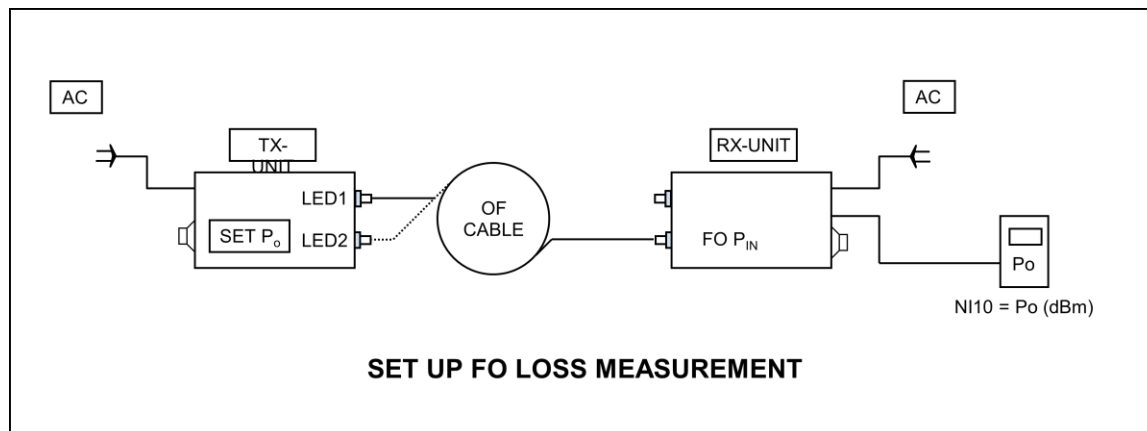 AC
AC
TX-
UNIT
RX-UNIT
LED1
SET Po
LED2
OF
CABLE
FO PIN
Po
NI10 = Po (dBm)
SET UP FO LOSS MEASUREMENT